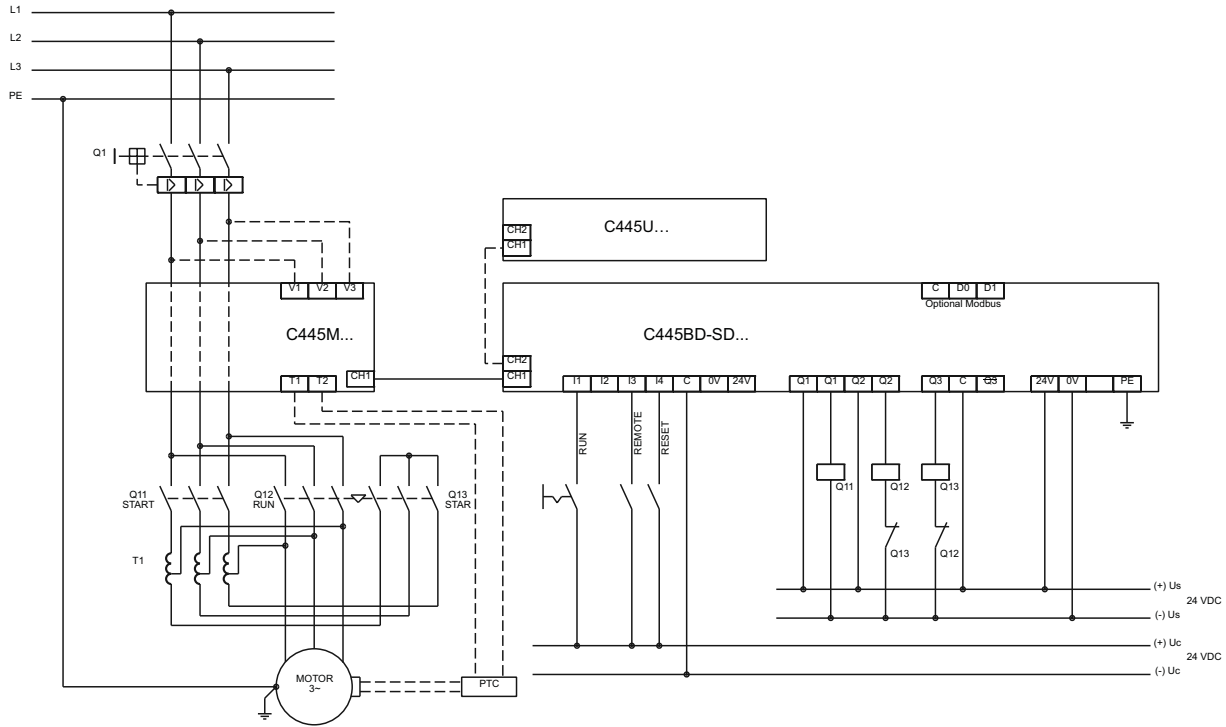 L1
L2
L3
PE
Q1
C445U...
CH2
CH1
V1 V2 V3
C D0 D1
Optional Modbus
C445M...
C445BD-SD...
CH2
T1 T2 CH1
CH1
I1 I2 I3 I4 C 0V 24V
Q1 Q1 Q2 Q2
Q3 C Q3
24V 0V PE
RUN
REMOTE
RESET
Q11
START
Q12
RUN
Q13
STAR
Q11 Q12 Q13
Q13 Q12
T1
(+) Us
24 VDC
(-) Us
(+) Uc
24 VDC
(-) Uc
MOTOR
3~
PTC